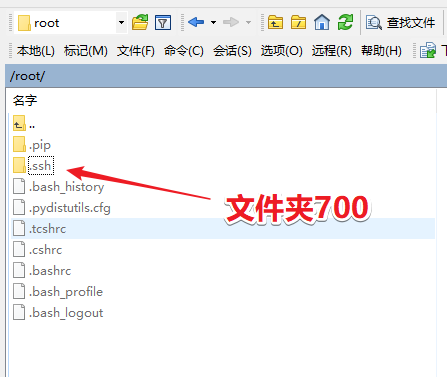 root 查找文件
本地(L) 标记(M) 文件(F) 命令(C) 会话(S) 选项(O) 远程(R) 帮助(H)
/root/
名字
..
.pip
.ssh
.bash_history
.pydistutils.cfg
.tcshrc
.cshrc
.bashrc
.bash_profile
.bash_logout
文件夹700